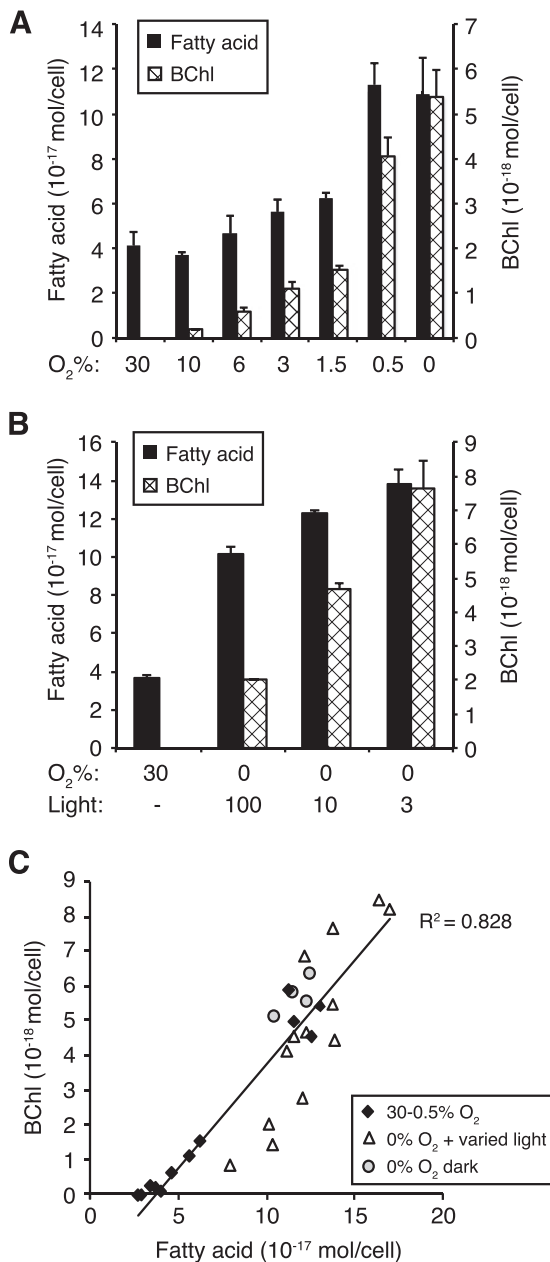 A
Fatty acid
BChl
Fatty acid (10⁻¹⁷ mol/cell)
14
12
10
8
6
4
2
0
7
6
5
4
3
2
1
0
BChl (10⁻¹⁸ mol/cell)
O₂%: 30 10 6 3 1.5 0.5 0
B
Fatty acid
BChl
Fatty acid (10⁻¹⁷ mol/cell)
16
14
12
10
8
6
4
2
0
9
8
7
6
5
4
3
2
1
0
BChl (10⁻¹⁸ mol/cell)
O₂%: 30 0 0 0
Light: - 100 10 3
C
BChl (10⁻¹⁸ mol/cell)
9
8
7
6
5
4
3
2
1
0
R² = 0.828
30-0.5% O₂
0% O₂ + varied light
0% O₂ dark
0 5 10 15 20
Fatty acid (10⁻¹⁷ mol/cell)